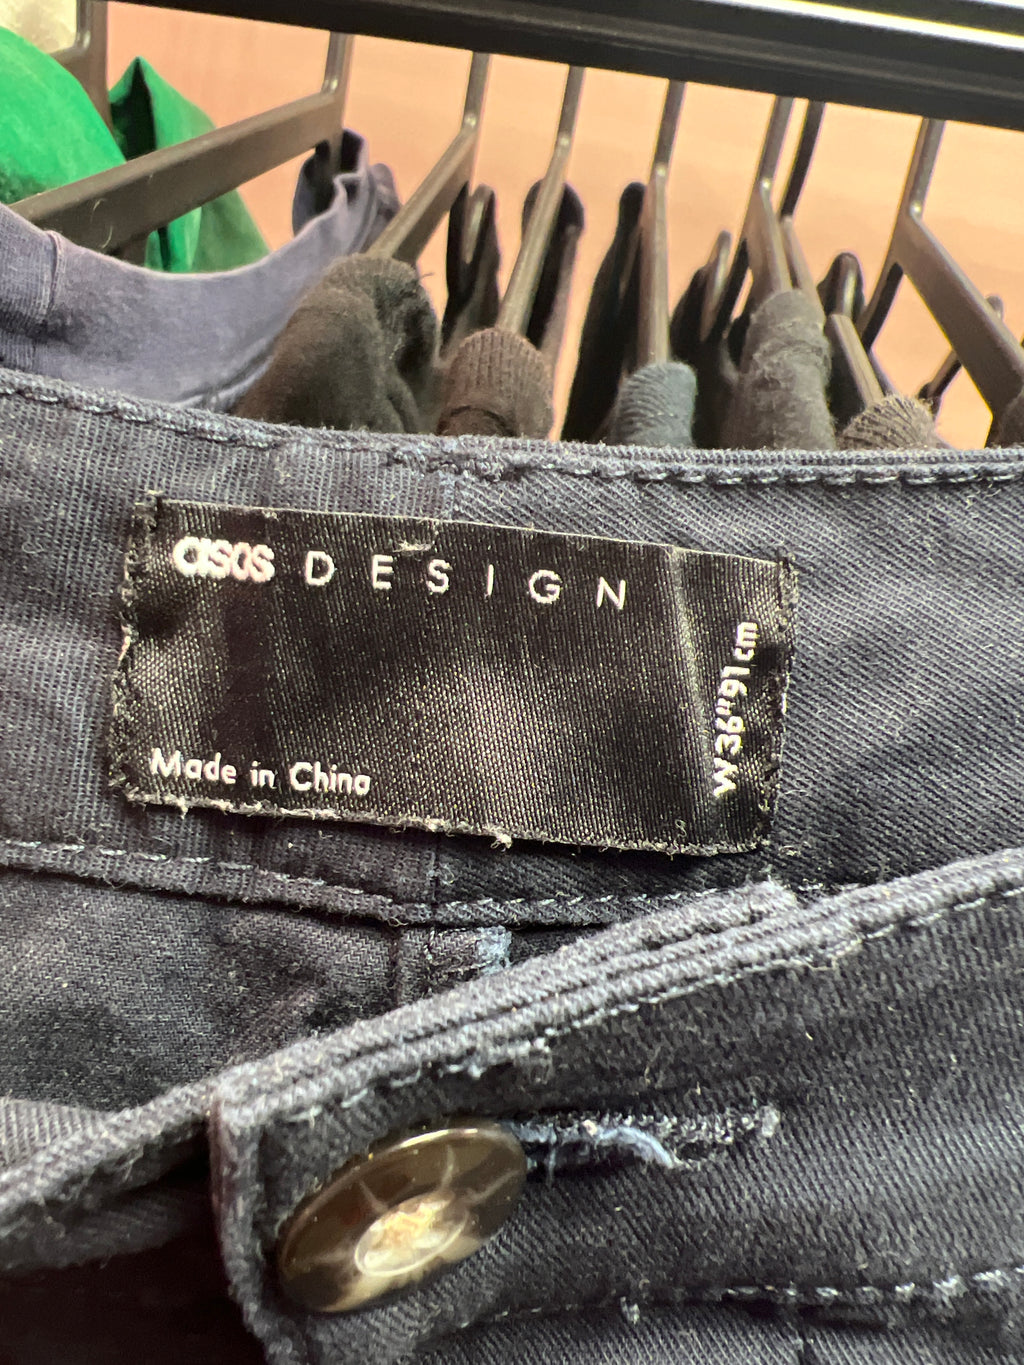 asos DESIGN
Made in China
W36"91cm